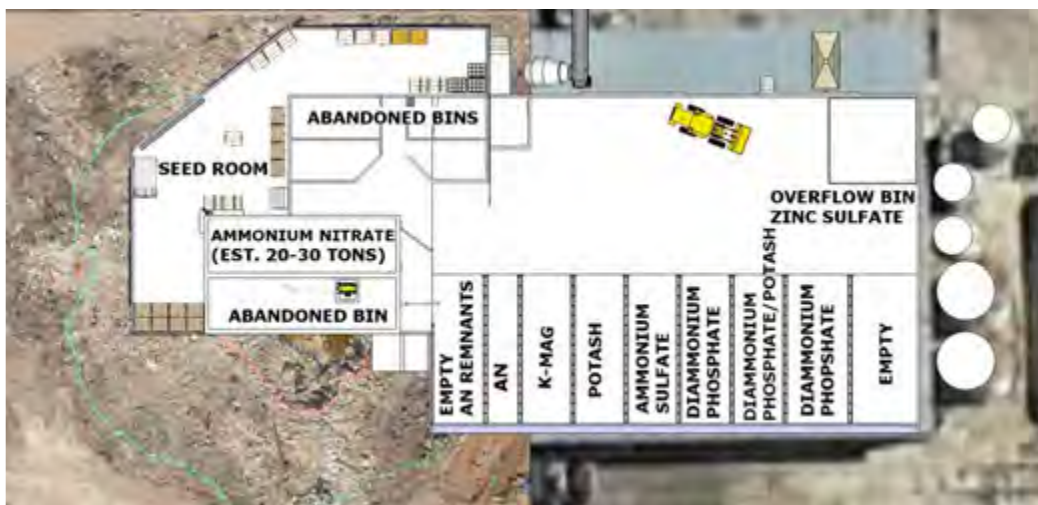 ABANDONED BINS
SEED ROOM
AMMONIUM NITRATE
(EST. 20-30 TONS)
ABANDONED BIN
OVERFLOW BIN
ZINC SULFATE
EMPTY
AN REMNANTS
AN
K-MAG
POTASH
AMMONIUM
SULFATE
DIAMMONIUM
PHOSPHATE
DIAMMONIUM
PHOSPHATE/POTASH
DIAMMONIUM
PHOPSHATE
EMPTY